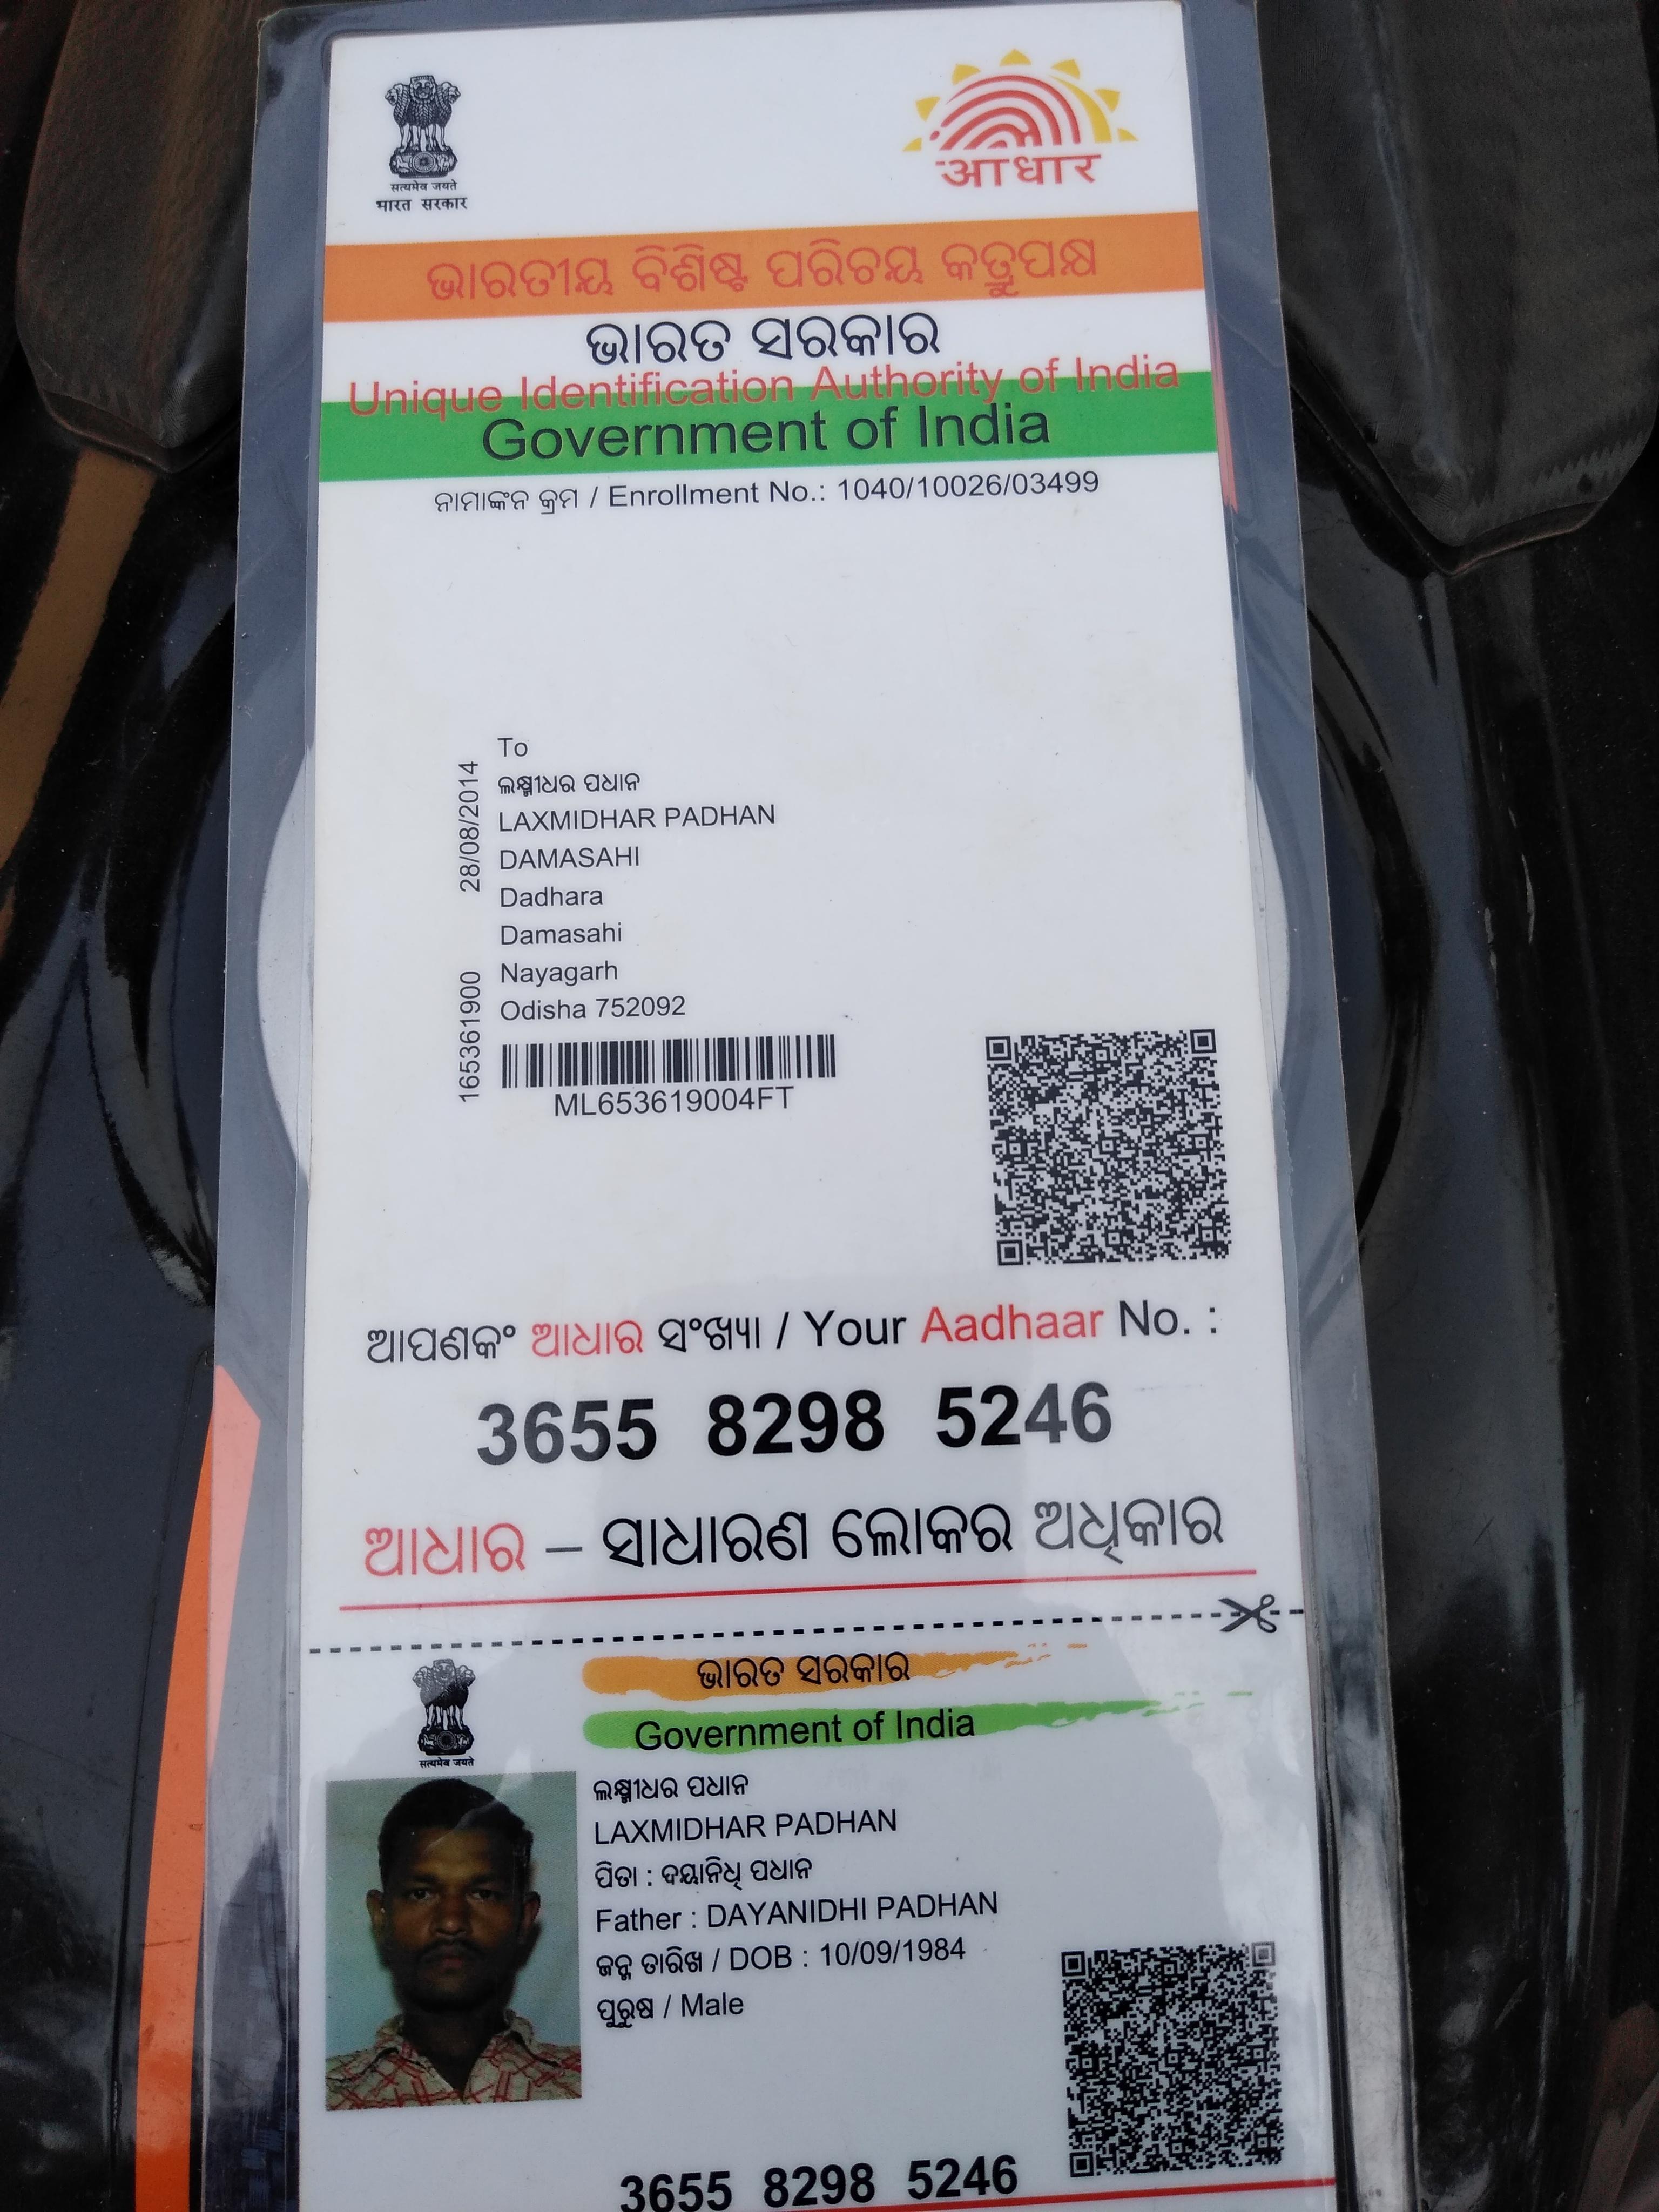 सत्यमेव जयते
भारत सरकार
आधार
ଭାରତୀୟ ବିଶିଷ୍ଟ ପରିଚୟ କର୍ତ୍ତୃପକ୍ଷ
ଭାରତ ସରକାର
Unique Identification Authority of India
Government of India
ନାମାଙ୍କନ କ୍ରମ / Enrollment No.: 1040/10026/03499
28/08/2014
165361900
To
ଲକ୍ଷ୍ମୀଧର ପଧାନ
LAXMIDHAR PADHAN
DAMASAHI
Dadhara
Damasahi
Nayagarh
Odisha 752092
ML653619004FT
ଆପଣକଂ ଆଧାର ସଂଖ୍ୟା / Your Aadhaar No. :
3655 8298 5246
ଆଧାର – ସାଧାରଣ ଲୋକର ଅଧିକାର
ଭାରତ ସରକାର
Government of India
सत्यमेव जयते
ଲକ୍ଷ୍ମୀଧର ପଧାନ
LAXMIDHAR PADHAN
ପିତା : ଦୟାନିଧି ପଧାନ
Father : DAYANIDHI PADHAN
ଜନ୍ମ ତାରିଖ / DOB : 10/09/1984
ପୁରୁଷ / Male
3655 8298 5246